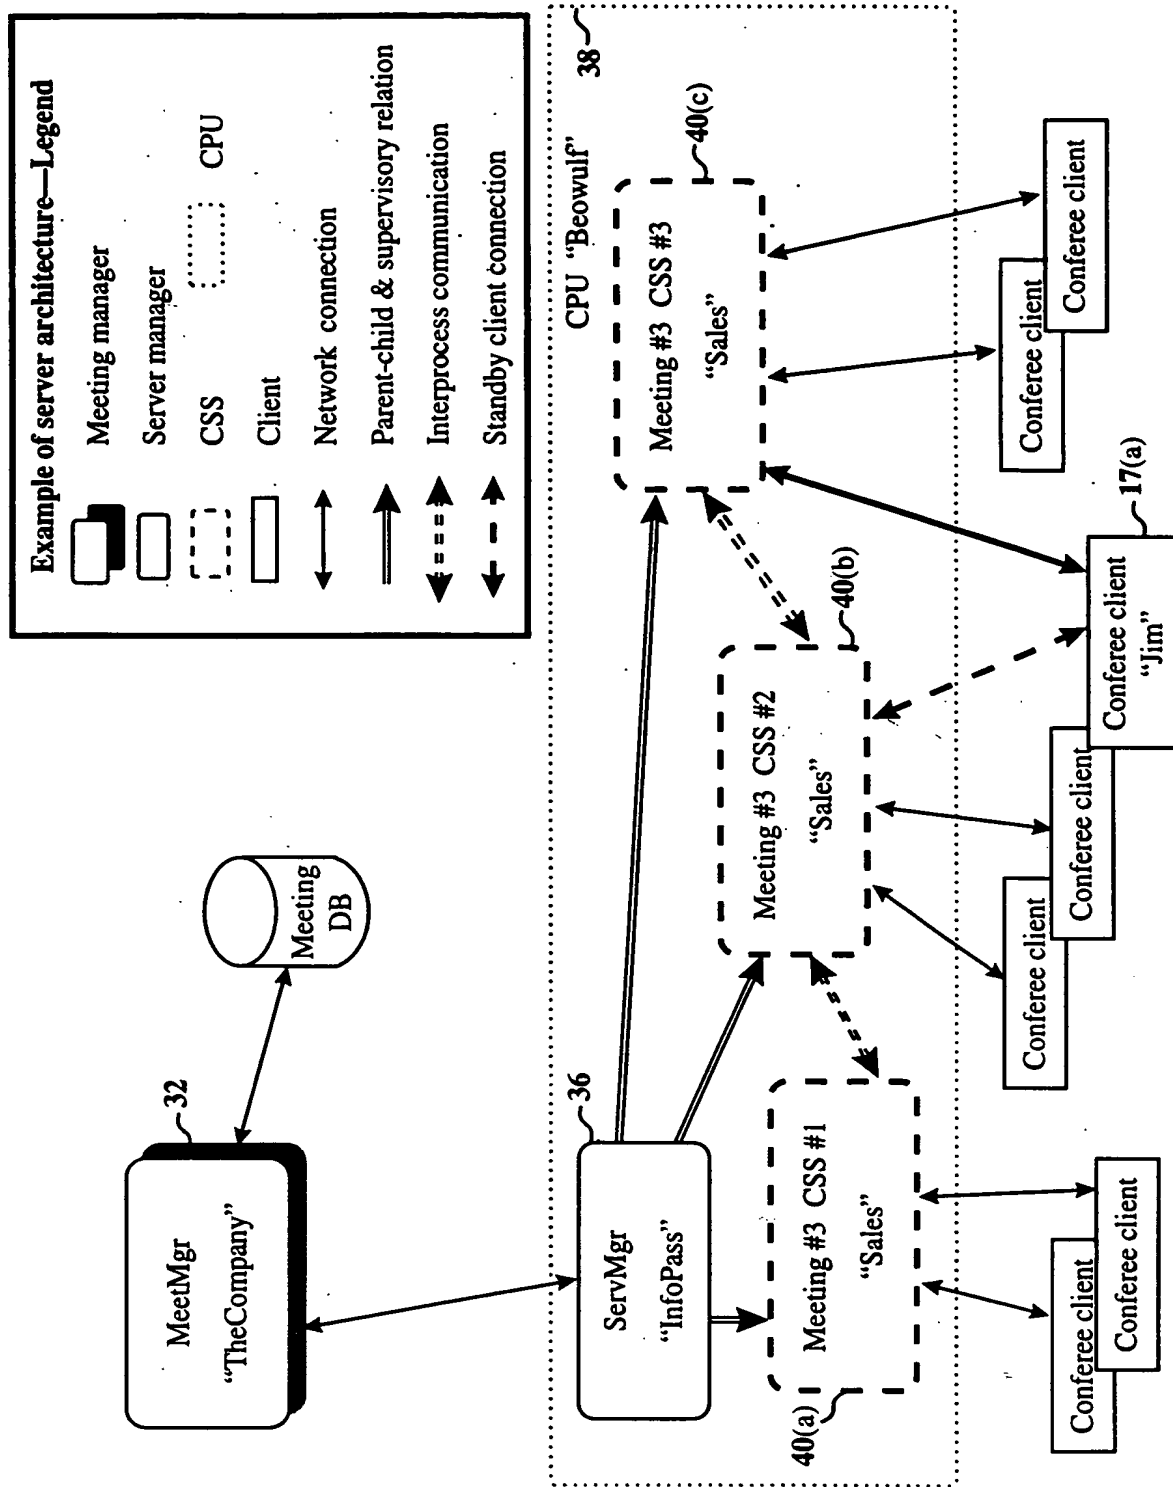 Example of server architecture—Legend
Meeting manager
Server manager
CSS
CPU
Client
Network connection
Parent-child & supervisory relation
Interprocess communication
Standby client connection
MeetMgr
"TheCompany"
32
Meeting
DB
CPU "Beowulf"
38
ServMgr
"InfoPass"
36
Meeting #3 CSS #1
"Sales"
40(a)
Meeting #3 CSS #2
"Sales"
40(b)
Meeting #3 CSS #3
"Sales"
40(c)
Conferee client
Conferee client
Conferee client
Conferee client
Conferee client
"Jim"
17(a)
Conferee client
Conferee client